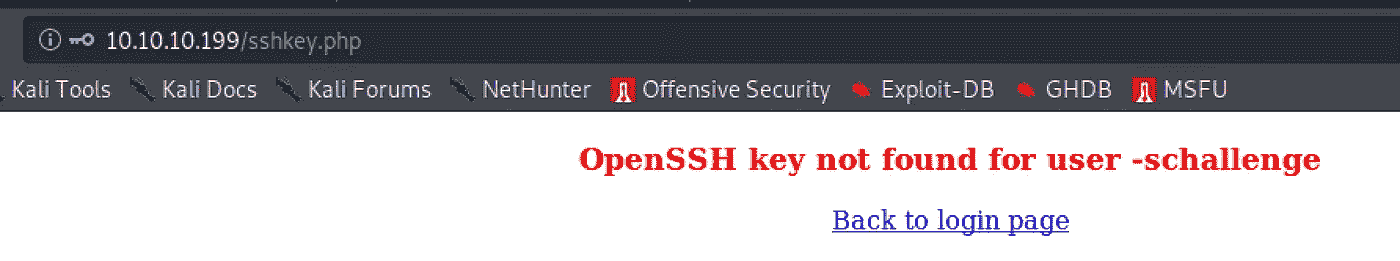 10.10.10.199/sshkey.php
Kali Tools Kali Docs Kali Forums NetHunter Offensive Security Exploit-DB GHDB MSFU
OpenSSH key not found for user -schallenge
Back to login page